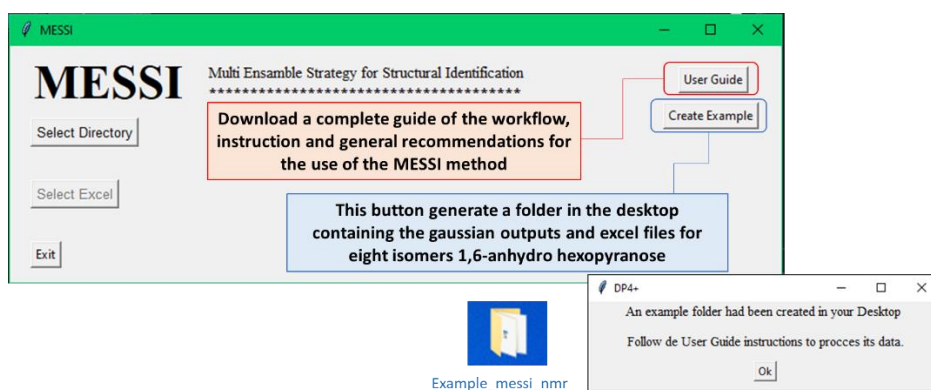 MESSI
MESSI
Multi Ensamble Strategy for Structural Identification
***************************************
User Guide
Create Example
Select Directory
Download a complete guide of the workflow,
instruction and general recommendations for
the use of the MESSI method
Select Excel
This button generate a folder in the desktop
containing the gaussian outputs and excel files for
eight isomers 1,6-anhydro hexopyranose
Exit
DP4+
An example folder had been created in your Desktop
Follow de User Guide instructions to procces its data.
Ok
Example_messi_nmr